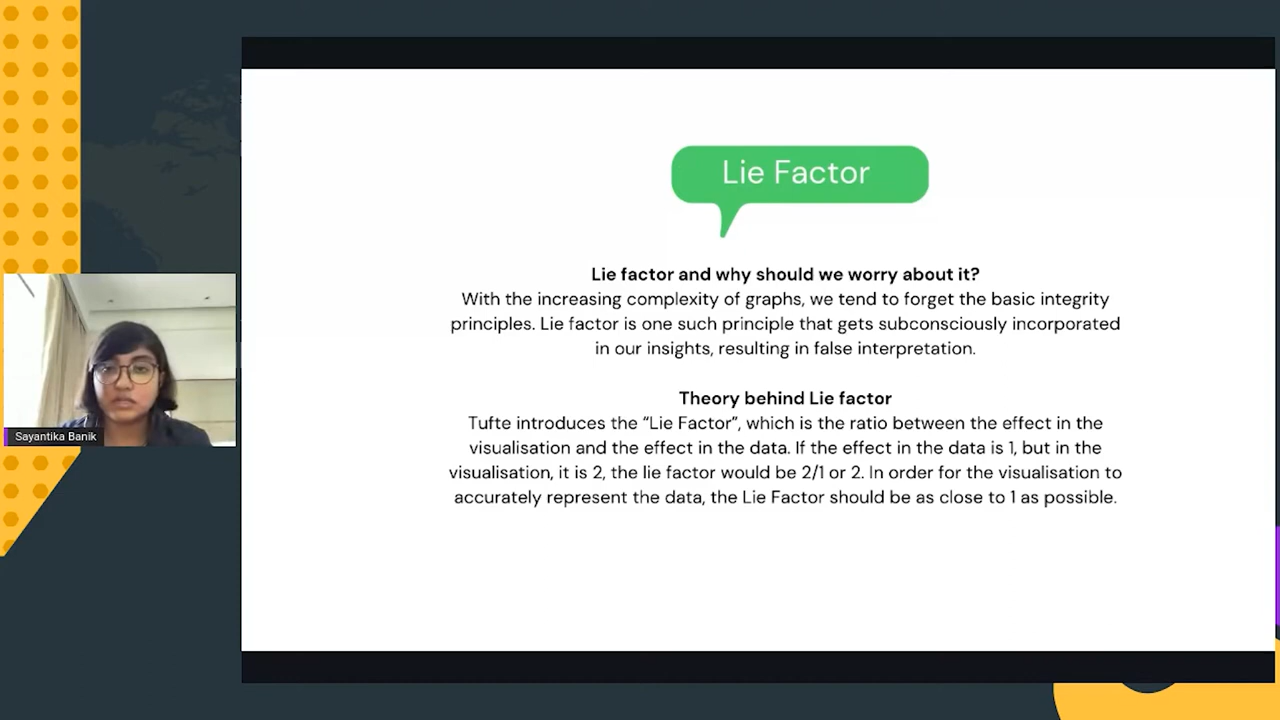 Lie Factor
Lie factor and why should we worry about it?
With the increasing complexity of graphs, we tend to forget the basic integrity
principles. Lie factor is one such principle that gets subconsciously incorporated
in our insights, resulting in false interpretation.
Theory behind Lie factor
Tufte introduces the “Lie Factor”, which is the ratio between the effect in the
visualisation and the effect in the data. If the effect in the data is 1, but in the
visualisation, it is 2, the lie factor would be 2/1 or 2. In order for the visualisation to
accurately represent the data, the Lie Factor should be as close to 1 as possible.
Sayantika Banik